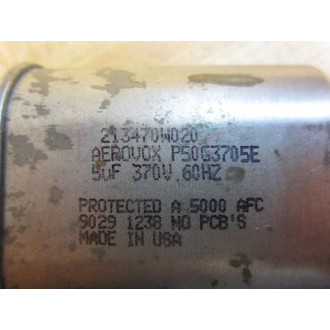 213470W020
AEROVOX P50G3705E
5UF 370V.60HZ
PROTECTED A 5000 AFC
9029 1238 NO PCB'S
MADE IN USA